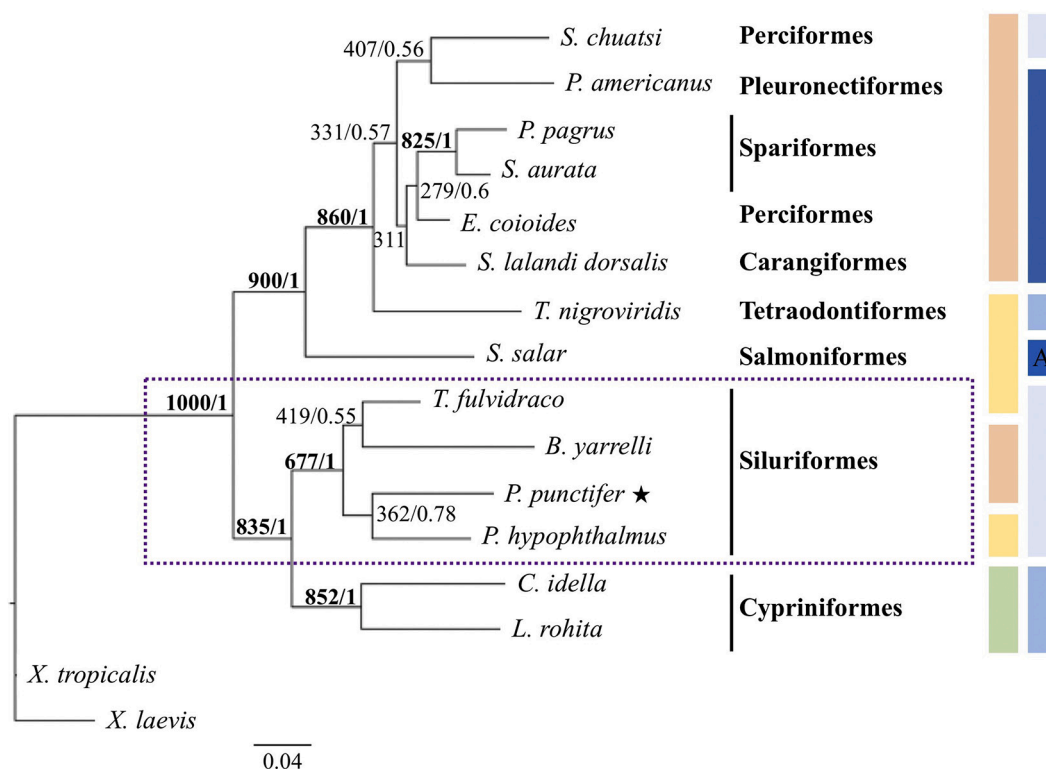 407/0.56
S. chuatsi Perciformes
P. americanus Pleuronectiformes
331/0.57
825/1
P. pagrus
Spariformes
S. aurata
279/0.6
860/1
E. coioides Perciformes
311
S. lalandi dorsalis Carangiformes
900/1
T. nigroviridis Tetraodontiformes
S. salar Salmoniformes A
1000/1
T. fulvidraco
419/0.55
B. yarrelli
677/1
Siluriformes
P. punctifer ★
362/0.78
835/1
P. hypophthalmus
C. idella
852/1
Cypriniformes
L. rohita
X. tropicalis
X. laevis
0.04